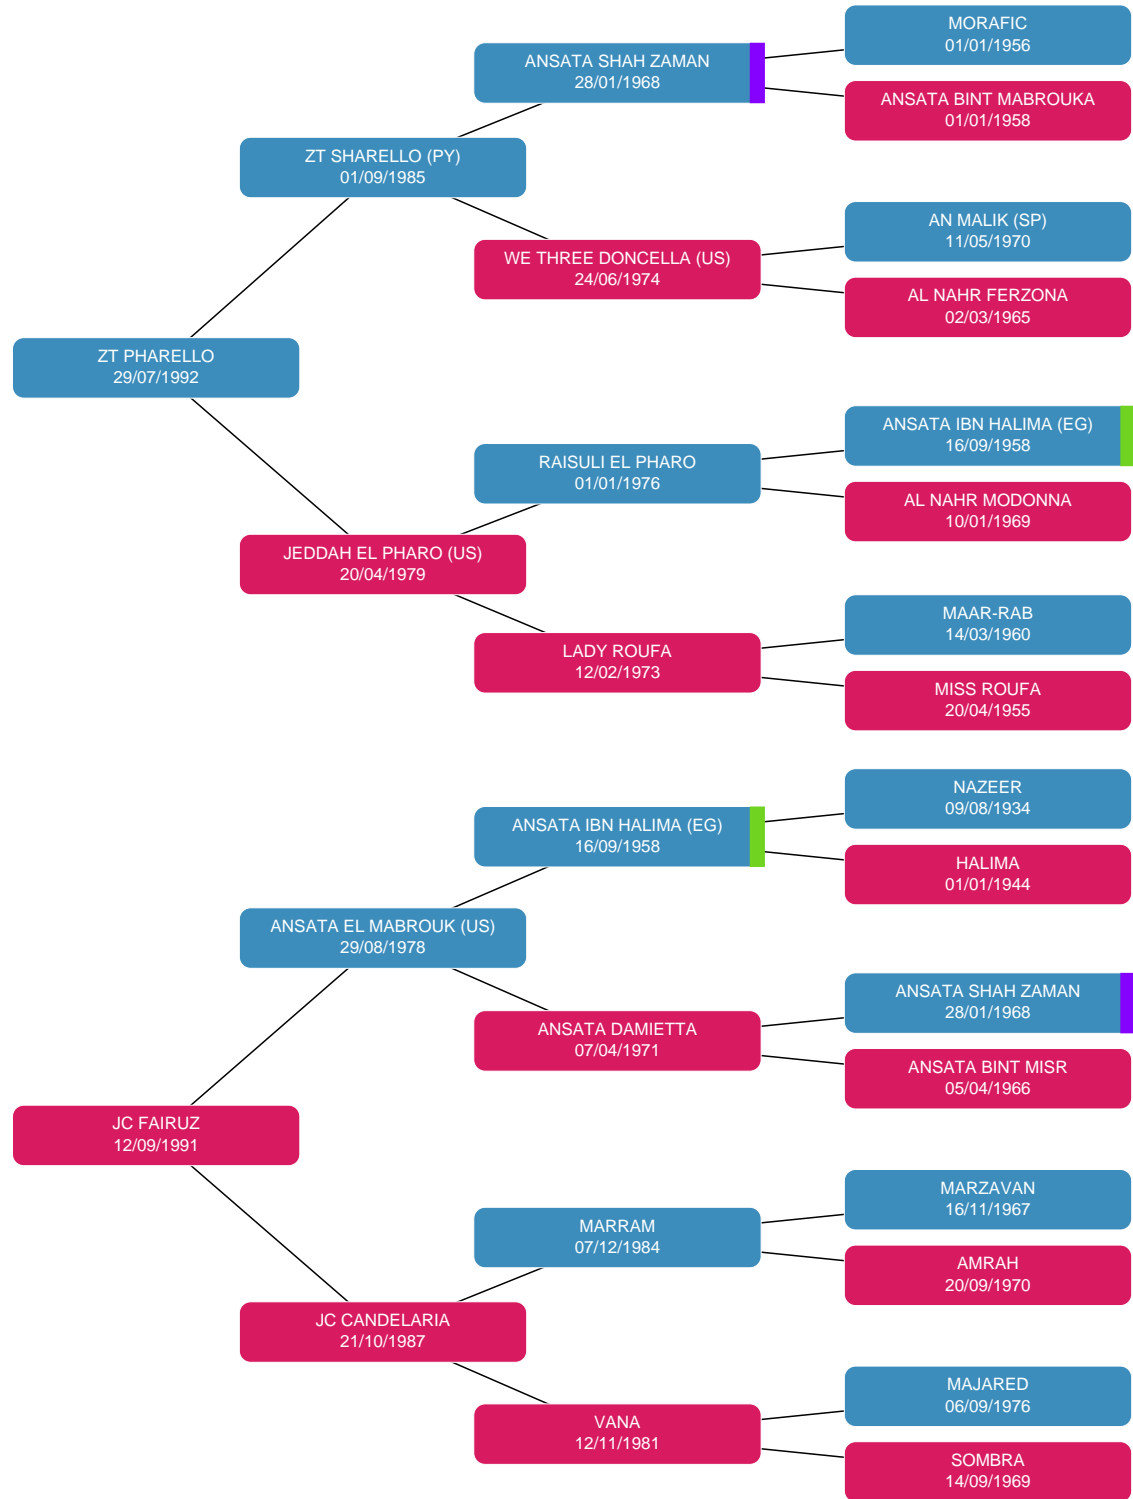 MORAFIC
01/01/1956
ANSATA SHAH ZAMAN
28/01/1968
ANSATA BINT MABROUKA
01/01/1958
ZT SHARELLO (PY)
01/09/1985
AN MALIK (SP)
11/05/1970
WE THREE DONCELLA (US)
24/06/1974
AL NAHR FERZONA
02/03/1965
ZT PHARELLO
29/07/1992
ANSATA IBN HALIMA (EG)
16/09/1958
RAISULI EL PHARO
01/01/1976
AL NAHR MODONNA
10/01/1969
JEDDAH EL PHARO (US)
20/04/1979
MAAR-RAB
14/03/1960
LADY ROUFA
12/02/1973
MISS ROUFA
20/04/1955
NAZEER
09/08/1934
ANSATA IBN HALIMA (EG)
16/09/1958
HALIMA
01/01/1944
ANSATA EL MABROUK (US)
29/08/1978
ANSATA SHAH ZAMAN
28/01/1968
ANSATA DAMIETTA
07/04/1971
ANSATA BINT MISR
05/04/1966
JC FAIRUZ
12/09/1991
MARZAVAN
16/11/1967
MARRAM
07/12/1984
AMRAH
20/09/1970
JC CANDELARIA
21/10/1987
MAJARED
06/09/1976
VANA
12/11/1981
SOMBRA
14/09/1969